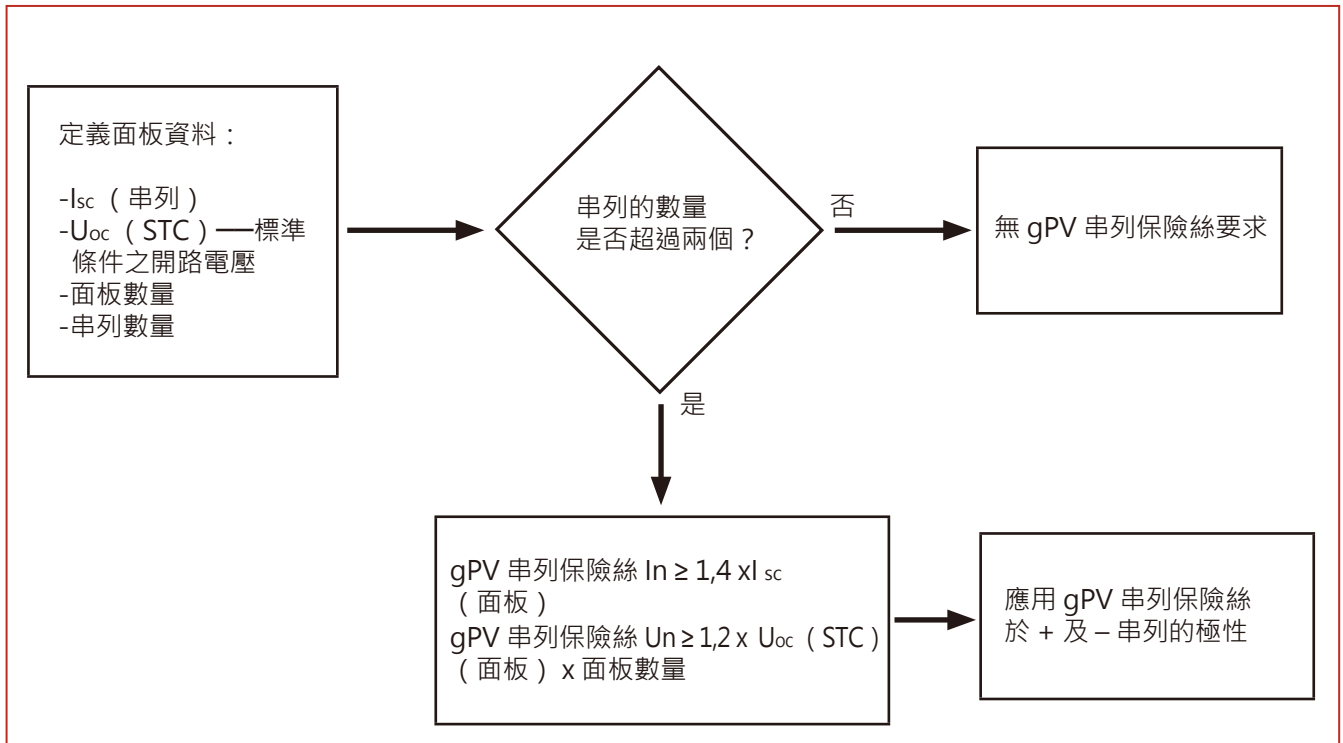 定義面板資料：
-Isc（串列）
-Uoc（STC）──標準
條件之開路電壓
-面板數量
-串列數量
串列的數量
是否超過兩個？
否
無 gPV 串列保險絲要求
是
gPV 串列保險絲 In ≥ 1,4 xI sc
（面板）
gPV 串列保險絲 Un ≥ 1,2 x Uoc（STC）
（面板）x 面板數量
應用 gPV 串列保險絲
於 + 及 – 串列的極性